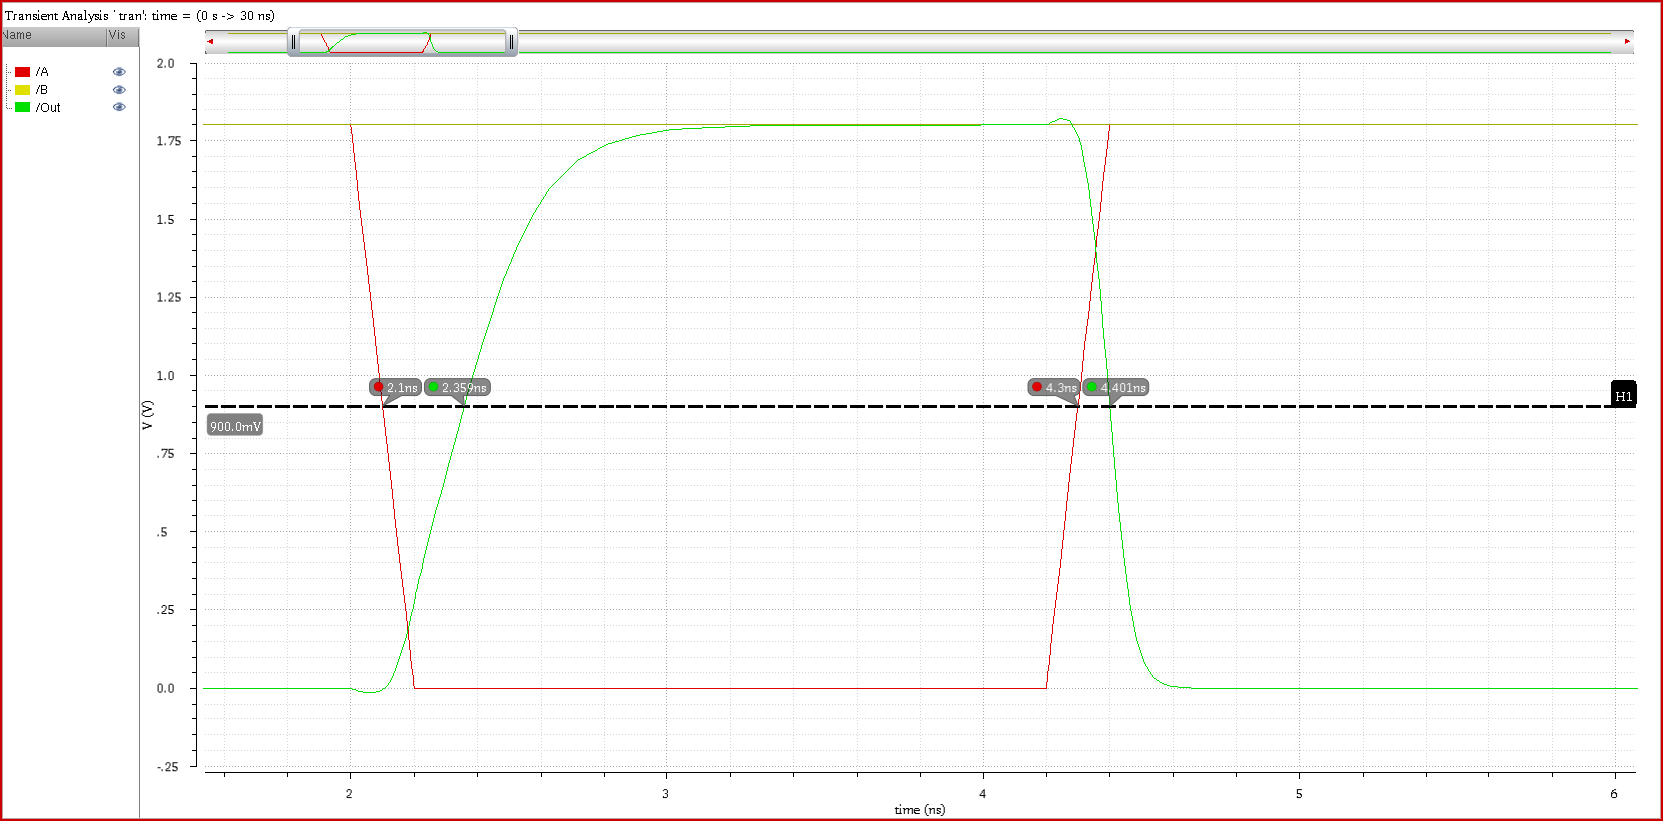 Transient Analysis `tran': time = (0 s -> 30 ns)
Name Vis
/A
/B
/Out
2.0
1.75
1.5
1.25
1.0
.75
.5
.25
0.0
-.25
V (V)
2.1ns
2.359ns
4.3ns
4.401ns
H1
900.0mV
2 3 4 5 6
time (ns)